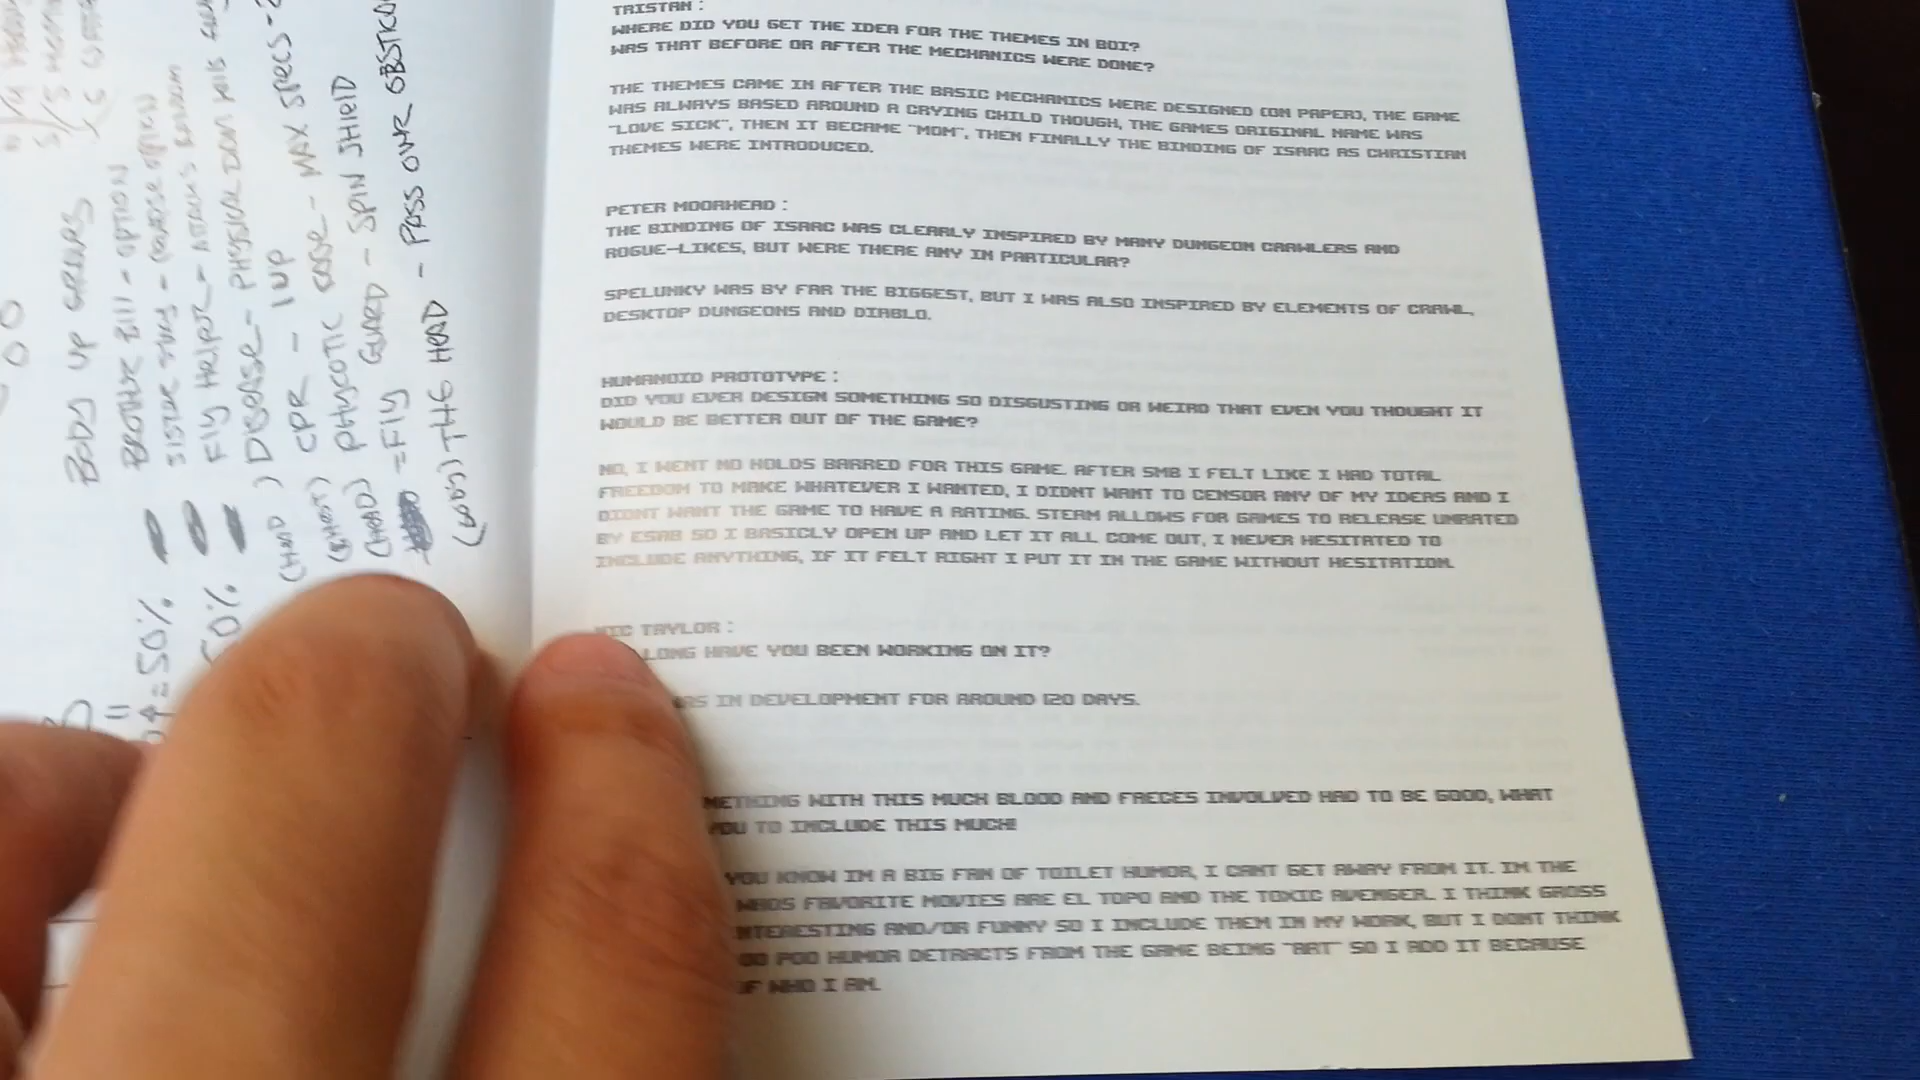 BODY UP GRADES
BROTHER BILL - OPTION
FLY HELPER -
DISEASE - PHYSICAL DOM
(HEAD) CPR - 1UP
CASE - MAX SPECS
(HEAD) GUARD - SPIN SHIELD
= FLY
THE HEAD - PASS OVER
= 50%
50%
TRISTAN :
WHERE DID YOU GET THE IDEA FOR THE THEMES IN BOI?
WAS THAT BEFORE OR AFTER THE MECHANICS WERE DONE?
THE THEMES CAME IN AFTER THE BASIC MECHANICS WERE DESIGNED (ON PAPER), THE GAME
WAS ALWAYS BASED AROUND A CRYING CHILD THOUGH, THE GAMES ORIGINAL NAME WAS
"LOVE SICK", THEN IT BECAME "MOM", THEN FINALLY THE BINDING OF ISAAC AS CHRISTIAN
THEMES WERE INTRODUCED.
PETER MOORHEAD :
THE BINDING OF ISAAC WAS CLEARLY INSPIRED BY MANY DUNGEON CRAWLERS AND
ROGUE-LIKES, BUT WERE THERE ANY IN PARTICULAR?
SPELUNKY WAS BY FAR THE BIGGEST, BUT I WAS ALSO INSPIRED BY ELEMENTS OF CRAWL,
DESKTOP DUNGEONS AND DIABLO.
HUMANOID PROTOTYPE :
DID YOU EVER DESIGN SOMETHING SO DISGUSTING OR WEIRD THAT EVEN YOU THOUGHT IT
WOULD BE BETTER OUT OF THE GAME?
NO, I WENT NO HOLDS BARRED FOR THIS GAME. AFTER SMB I FELT LIKE I HAD TOTAL
FREEDOM TO MAKE WHATEVER I WANTED, I DIDNT WANT TO CENSOR ANY OF MY IDEAS AND I
DIDNT WANT THE GAME TO HAVE A RATING. STEAM ALLOWS FOR GAMES TO RELEASE UNRATED
BY ESRB SO I BASICLY OPEN UP AND LET IT ALL COME OUT, I NEVER HESITATED TO
INCLUDE ANYTHING, IF IT FELT RIGHT I PUT IT IN THE GAME WITHOUT HESITATION.
TAYLOR :
LONG HAVE YOU BEEN WORKING ON IT?
IN DEVELOPMENT FOR AROUND 120 DAYS.
METHING WITH THIS MUCH BLOOD AND FAECES INVOLVED HAD TO BE GOOD, WHAT
YOU TO INCLUDE THIS MUCH!
YOU KNOW IM A BIG FAN OF TOILET HUMOR, I CANT GET AWAY FROM IT. IM THE
WHOS FAVORITE MOVIES ARE EL TOPO AND THE TOXIC AVENGER. I THINK GROSS
NTERESTING AND/OR FUNNY SO I INCLUDE THEM IN MY WORK, BUT I DONT THINK
OO POO HUMOR DETRACTS FROM THE GAME BEING "ART" SO I ADD IT BECAUSE
OF WHO I AM.